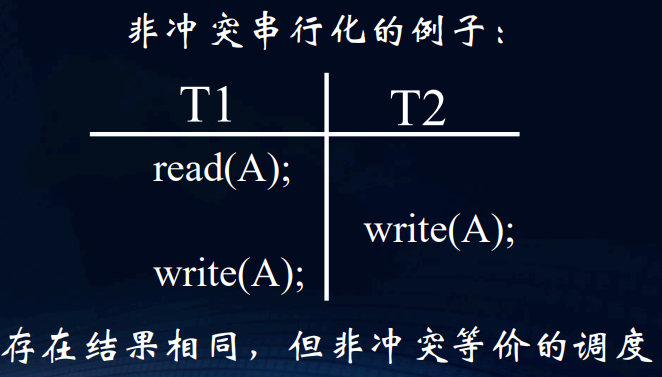 非冲突串行化的例子：
T1 T2
read(A);
write(A);
write(A);
存在结果相同，但非冲突等价的调度